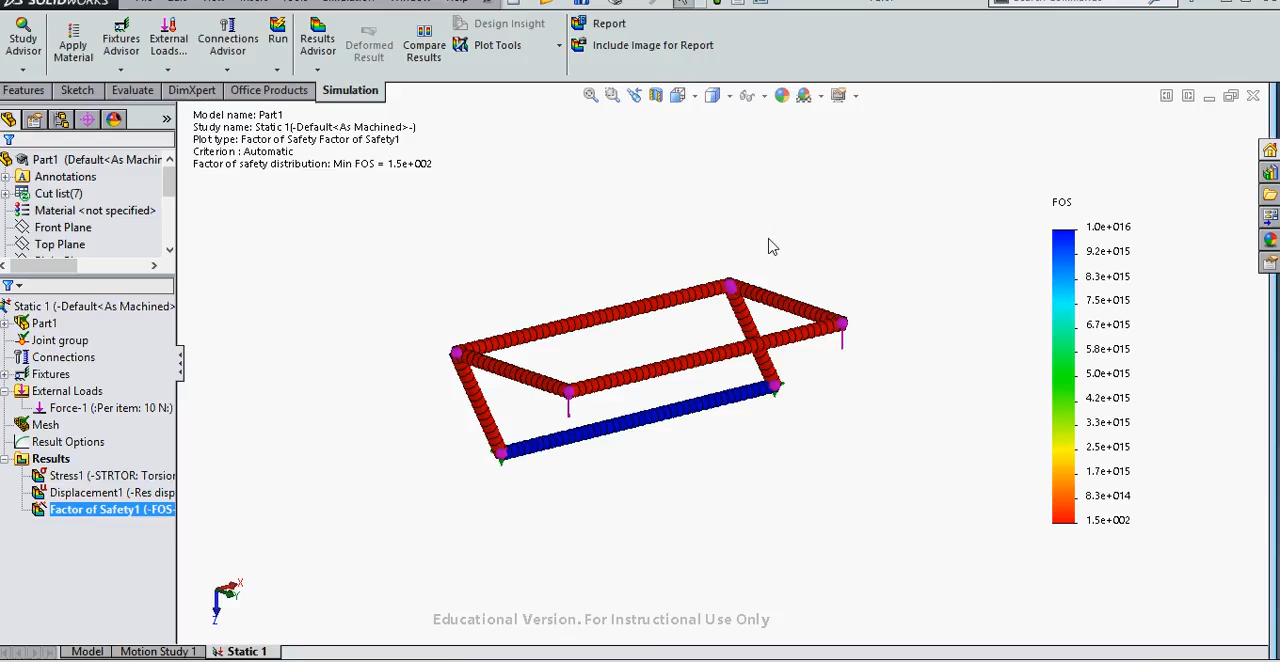 SOLIDWORKS
Study Advisor
Apply Material
Fixtures Advisor
External Loads...
Connections Advisor
Run
Results Advisor
Deformed Result
Compare Results
Design Insight
Plot Tools
Report
Include Image for Report
Features
Sketch
Evaluate
DimXpert
Office Products
Simulation
Model name: Part1
Study name: Static 1(-Default<As Machined>-)
Plot type: Factor of Safety Factor of Safety1
Criterion : Automatic
Factor of safety distribution: Min FOS = 1.5e+002
Part1 (Default<As Machin
Annotations
Cut list(7)
Material <not specified>
Front Plane
Top Plane
Static 1 (-Default<As Machined>
Part1
Joint group
Connections
Fixtures
External Loads
Force-1 (:Per item: 10 N:)
Mesh
Result Options
Results
Stress1 (-STRTOR: Torsion
Displacement1 (-Res disp
Factor of Safety1 (-FOS-
FOS
1.0e+016
9.2e+015
8.3e+015
7.5e+015
6.7e+015
5.8e+015
5.0e+015
4.2e+015
3.3e+015
2.5e+015
1.7e+015
8.3e+014
1.5e+002
X
Y
Z
Educational Version. For Instructional Use Only
Model
Motion Study 1
Static 1